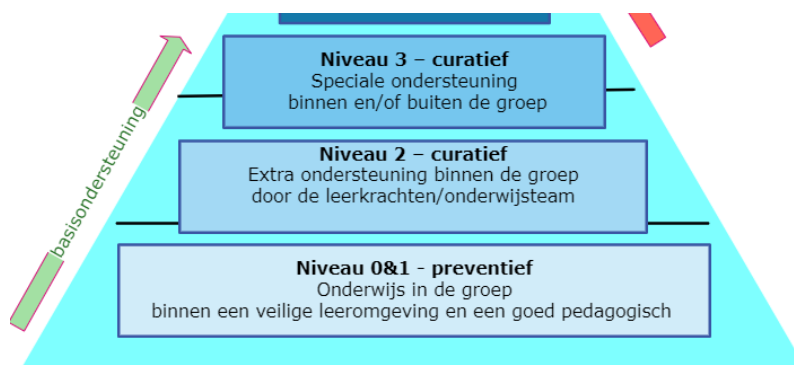 Niveau 3 – curatief
Speciale ondersteuning
binnen en/of buiten de groep
basisondersteuning
Niveau 2 – curatief
Extra ondersteuning binnen de groep
door de leerkrachten/onderwijsteam
Niveau 0&1 - preventief
Onderwijs in de groep
binnen een veilige leeromgeving en een goed pedagogisch